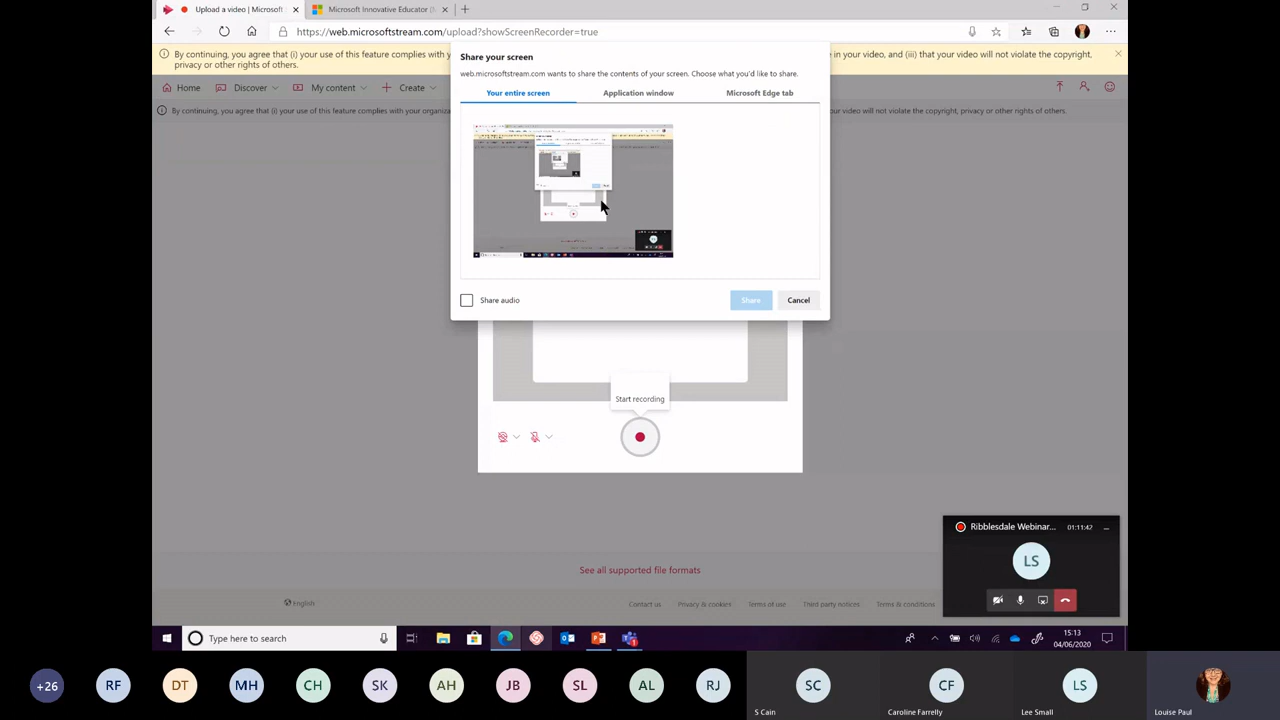 Upload a video | Microsoft
Microsoft Innovative Educator (M
https://web.microsoftstream.com/upload?showScreenRecorder=true
By continuing, you agree that (i) your use of this feature complies with y
in your video, and (iii) that your video will not violate the copyright,
privacy or other rights of others.
Home
Discover
My content
Create
By continuing, you agree that (i) your use of this feature complies with your organiza
our video will not violate the copyright, privacy or other rights of others.
Share your screen
web.microsoftstream.com wants to share the contents of your screen. Choose what you'd like to share.
Your entire screen
Application window
Microsoft Edge tab
Share audio
Share
Cancel
Start recording
Ribblesdale Webinar...
01:11:42
LS
See all supported file formats
English
Contact us
Privacy & cookies
Terms of use
Third party notices
Terms & conditions
Type here to search
15:13
04/06/2020
+26
RF
DT
MH
CH
SK
AH
JB
SL
AL
RJ
SC
S Cain
CF
Caroline Farrelly
LS
Lee Small
Louise Paul